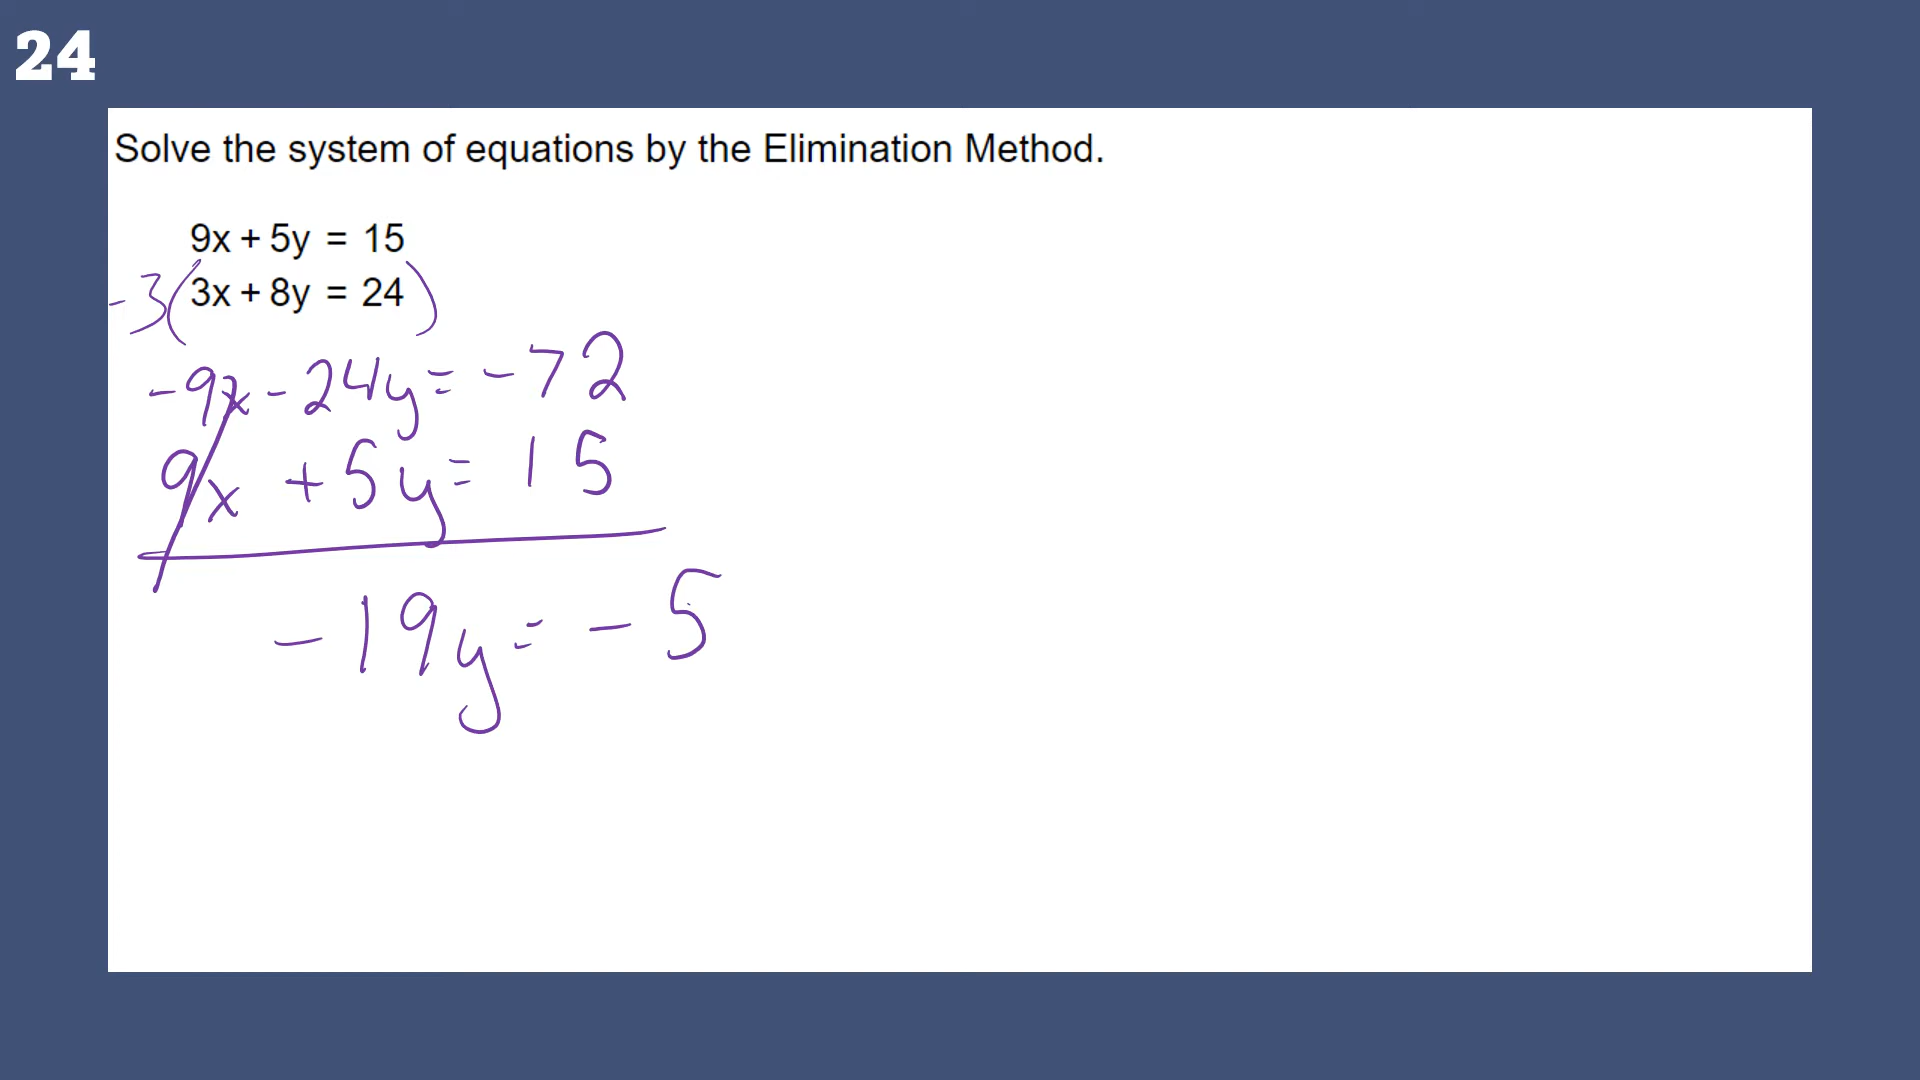 24
Solve the system of equations by the Elimination Method.
9x + 5y = 15
-3(3x + 8y = 24)
-9x - 24y = -72
9x + 5y = 15
-19y = -5